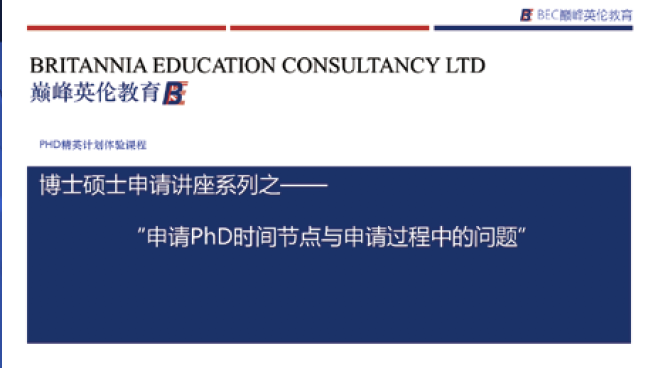 BEC巅峰英伦教育
BRITANNIA EDUCATION CONSULTANCY LTD
巅峰英伦教育
PHD精英计划体验课程
博士硕士申请讲座系列之——
“申请PhD时间节点与申请过程中的问题”